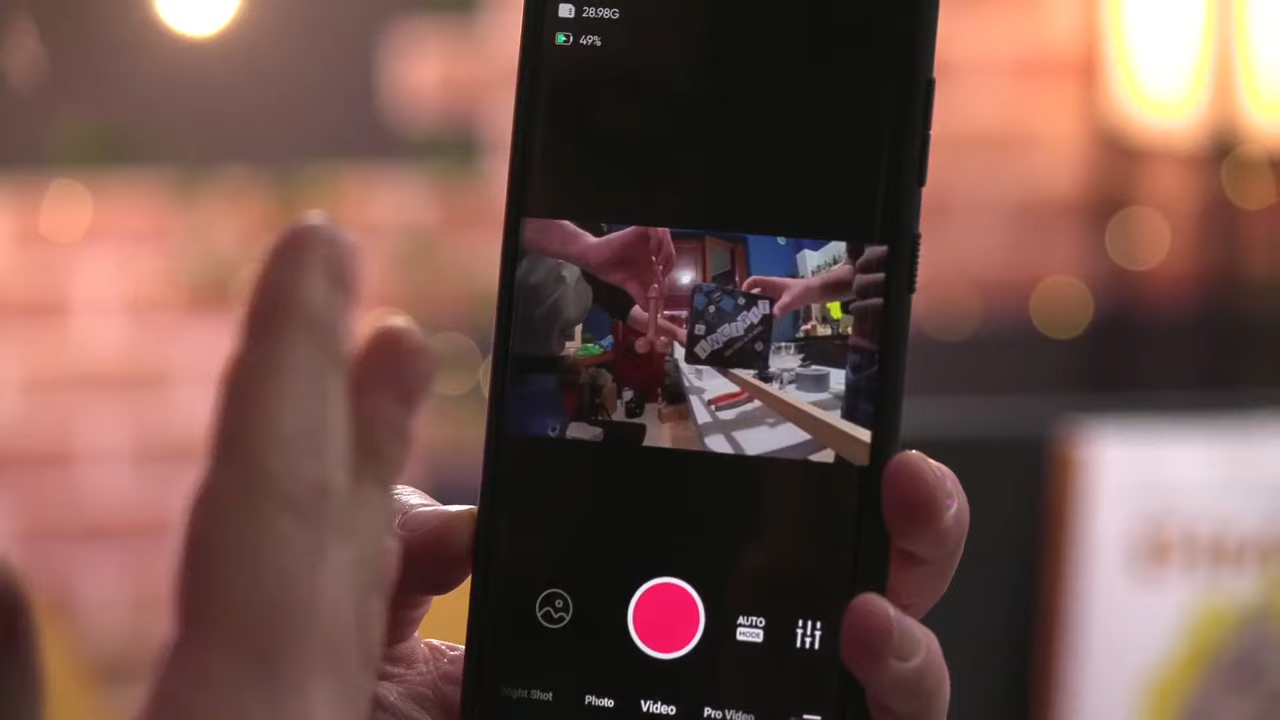 28.98G
49%
AUTO
MODE
Night Shot
Photo
Video
Pro Video